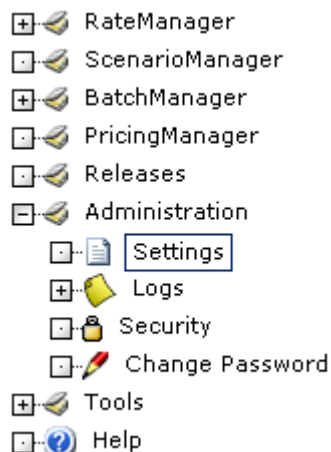 RateManager
ScenarioManager
BatchManager
PricingManager
Releases
Administration
Settings
Logs
Security
Change Password
Tools
Help